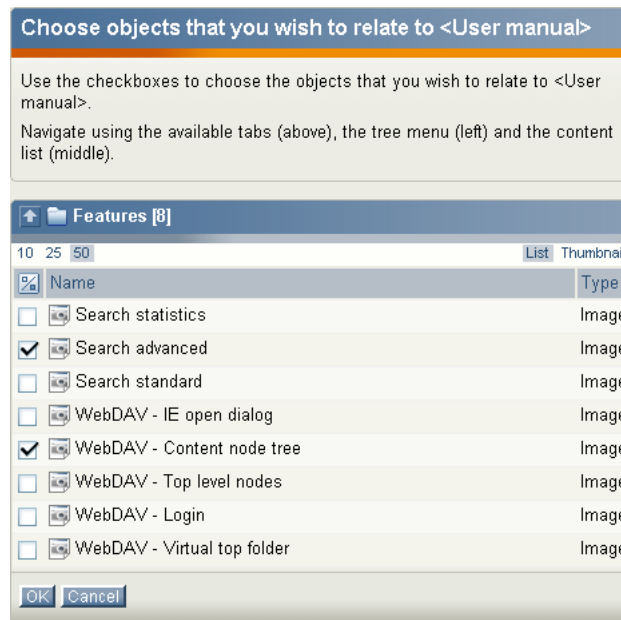 Choose objects that you wish to relate to <User manual>
Use the checkboxes to choose the objects that you wish to relate to <User
manual>.
Navigate using the available tabs (above), the tree menu (left) and the content
list (middle).
Features [8]
10 25 50 List Thumbnai
Name Type
Search statistics Image
Search advanced Image
Search standard Image
WebDAV - IE open dialog Image
WebDAV - Content node tree Image
WebDAV - Top level nodes Image
WebDAV - Login Image
WebDAV - Virtual top folder Image
OK Cancel